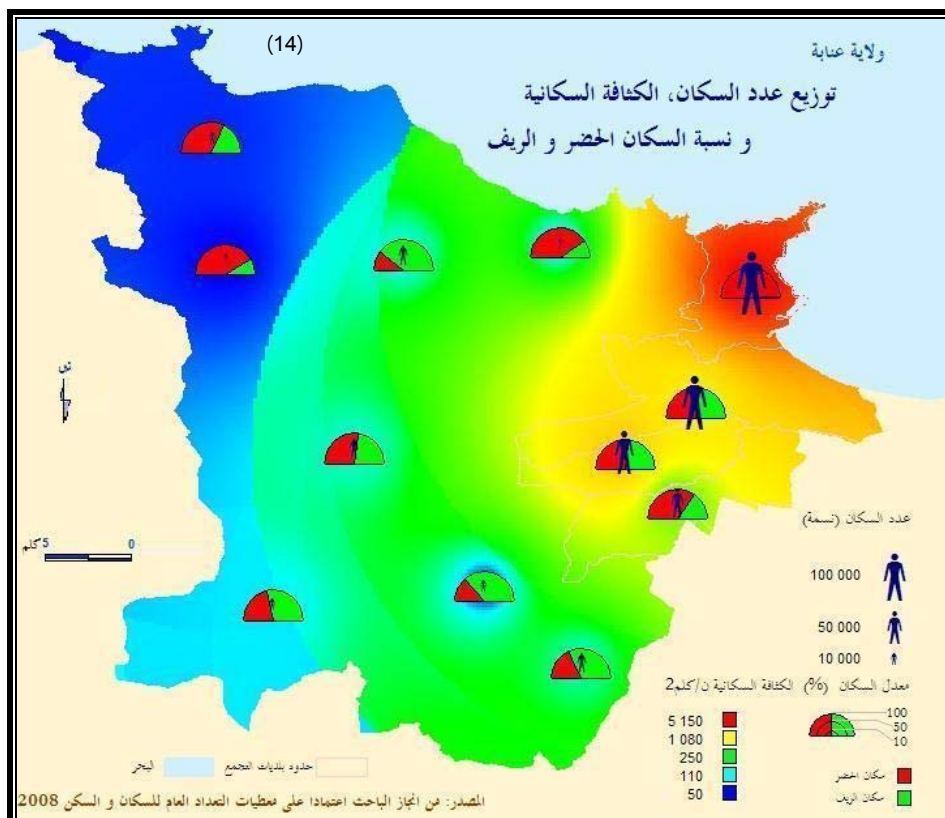 (14)
ولاية عنابة
توزيع عدد السكان، الكثافة السكانية
و نسبة السكان الحضر و الريف
كلم 5 0
عدد السكان (نسمة)
100 000
50 000
10 000
معدل السكان (%)
100
50
10
سكان الحضر
سكان الريف
الكثافة السكانية ن/كلم2
5 150
1 080
250
110
50
حدود بلديات التجمع
البحر
المصدر: من انجاز الباحث اعتمادا على معطيات التعداد العام للسكان و السكن 2008